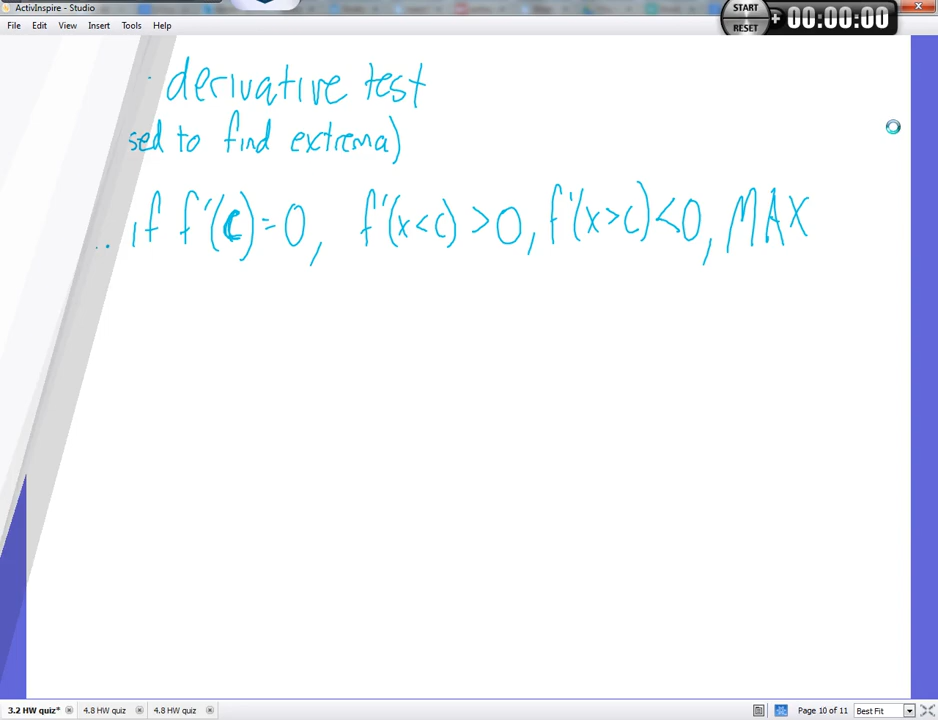 ActivInspire - Studio
START
RESET
00:00:00
File Edit View Insert Tools Help
derivative test
sed to find extrema)
if f'(c)=0, f'(x<c)>0, f'(x>c)<0, MAX
3.2 HW quiz* 4.8 HW quiz 4.8 HW quiz Page 10 of 11 Best Fit